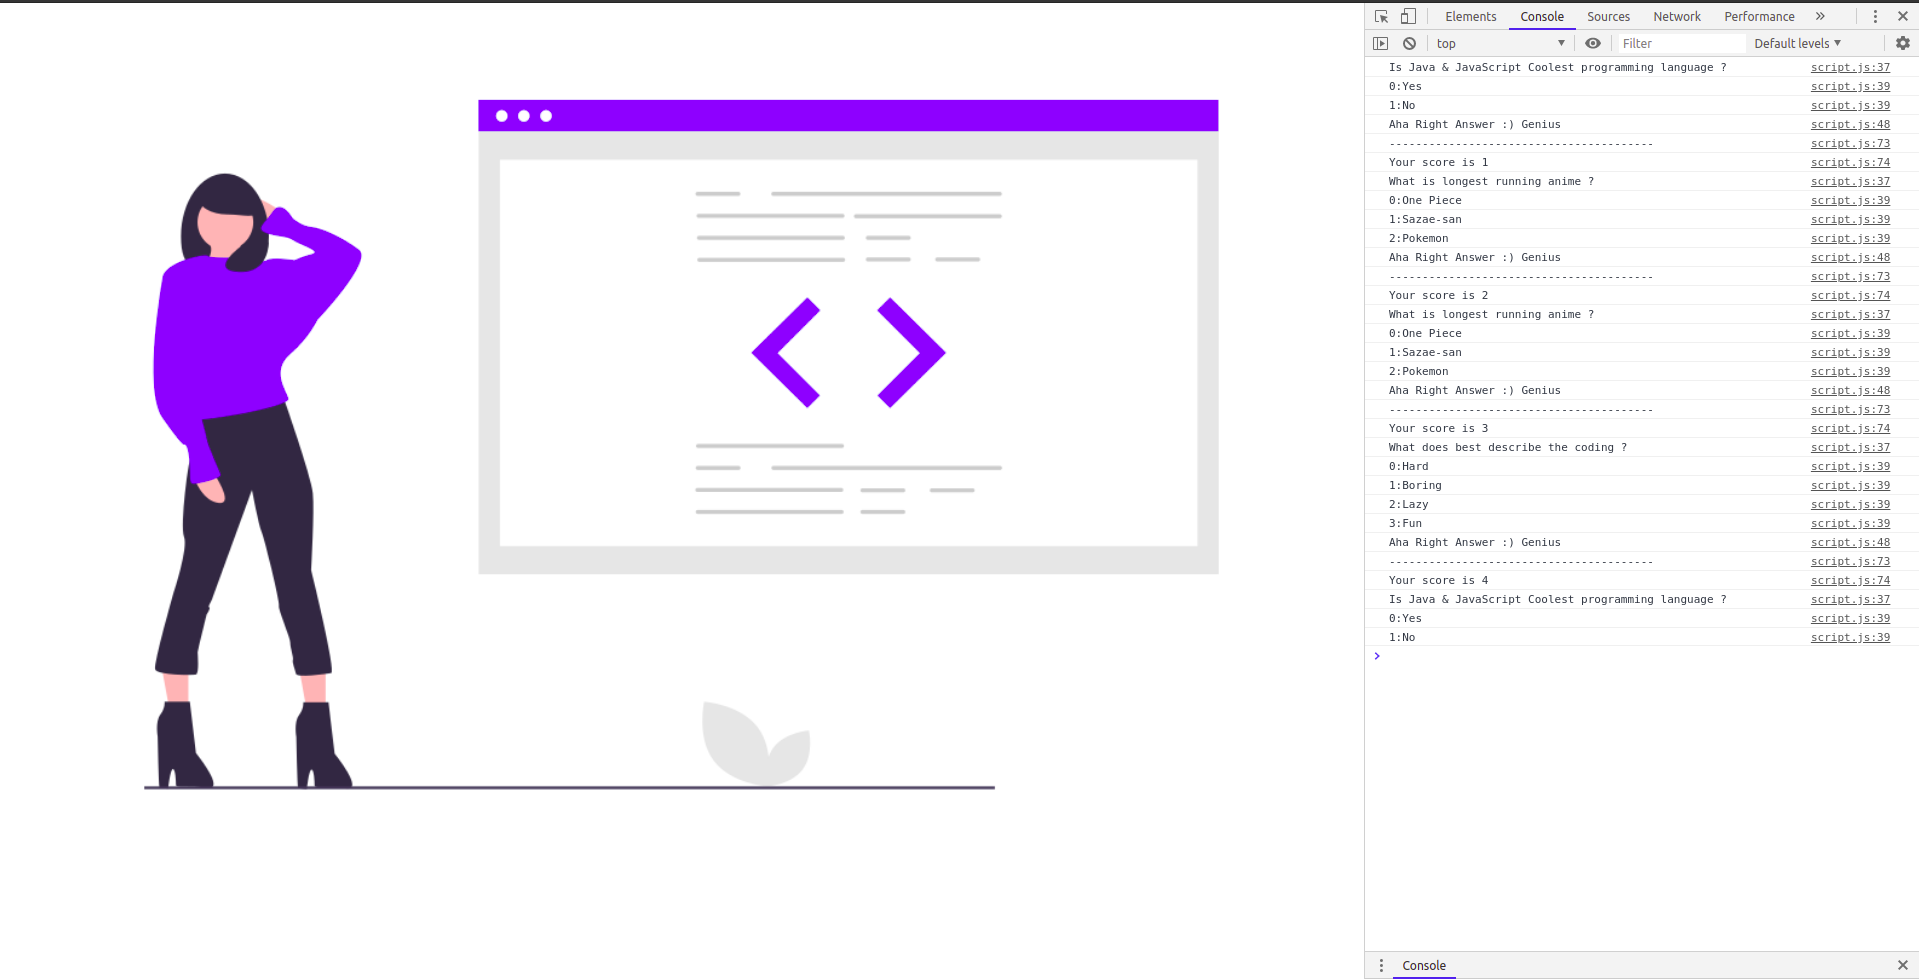 Elements Console Sources Network Performance »
top Filter Default levels
Is Java & JavaScript Coolest programming language ? script.js:37
0:Yes script.js:39
1:No script.js:39
Aha Right Answer :) Genius script.js:48
---------------------------------------- script.js:73
Your score is 1 script.js:74
What is longest running anime ? script.js:37
0:One Piece script.js:39
1:Sazae-san script.js:39
2:Pokemon script.js:39
Aha Right Answer :) Genius script.js:48
---------------------------------------- script.js:73
Your score is 2 script.js:74
What is longest running anime ? script.js:37
0:One Piece script.js:39
1:Sazae-san script.js:39
2:Pokemon script.js:39
Aha Right Answer :) Genius script.js:48
---------------------------------------- script.js:73
Your score is 3 script.js:74
What does best describe the coding ? script.js:37
0:Hard script.js:39
1:Boring script.js:39
2:Lazy script.js:39
3:Fun script.js:39
Aha Right Answer :) Genius script.js:48
---------------------------------------- script.js:73
Your score is 4 script.js:74
Is Java & JavaScript Coolest programming language ? script.js:37
0:Yes script.js:39
1:No script.js:39
Console